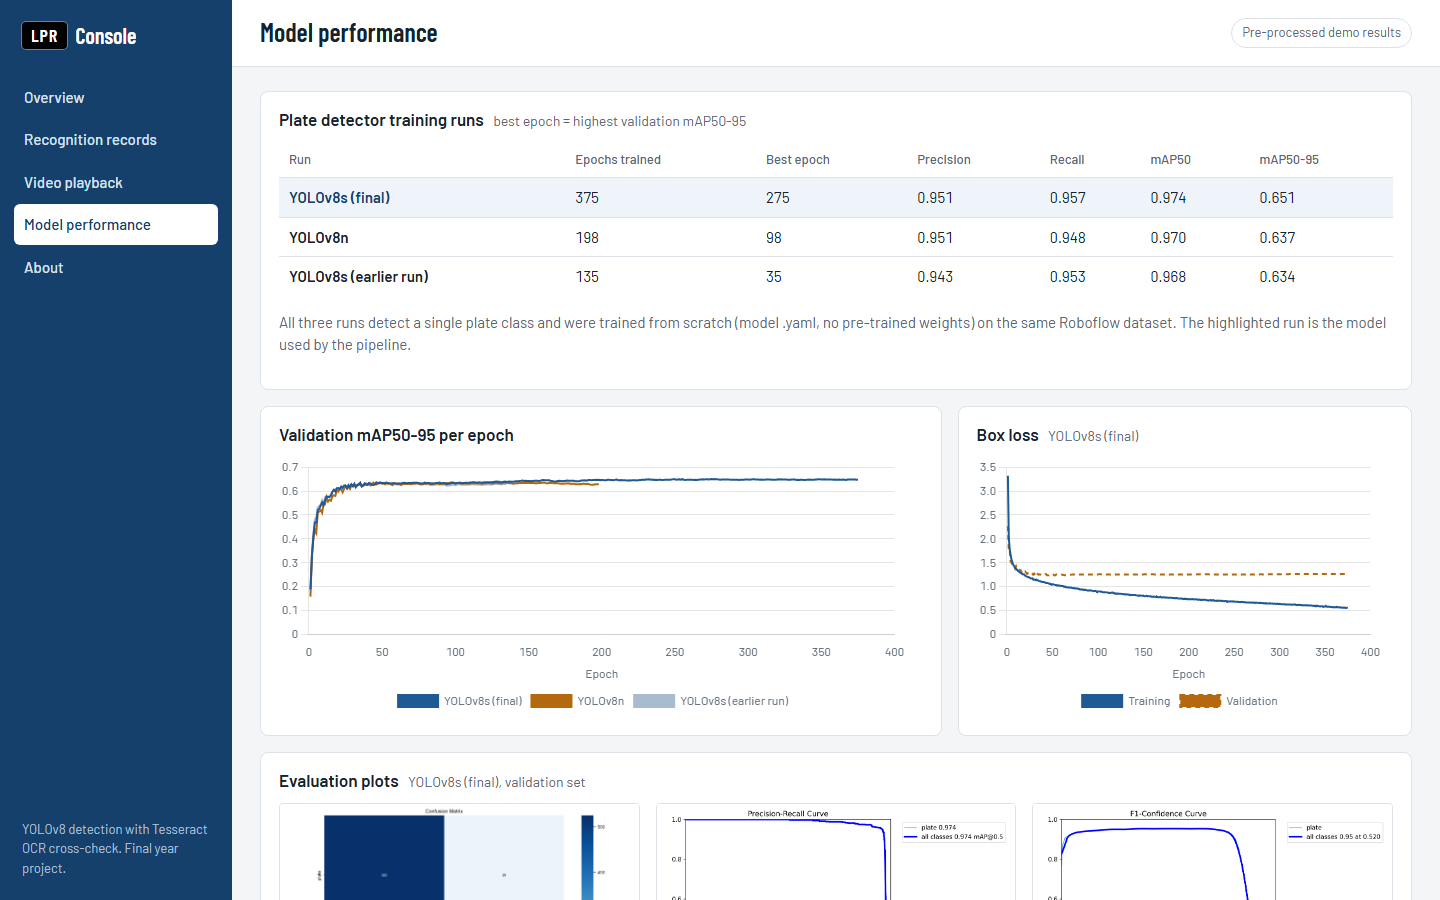 LPR Console
Overview
Recognition records
Video playback
Model performance
About
YOLOv8 detection with Tesseract
OCR cross-check. Final year
project.
Model performance
Pre-processed demo results
Plate detector training runs best epoch = highest validation mAP50-95
Run Epochs trained Best epoch Precision Recall mAP50 mAP50-95
YOLOv8s (final) 375 275 0.951 0.957 0.974 0.651
YOLOv8n 198 98 0.951 0.948 0.970 0.637
YOLOv8s (earlier run) 135 35 0.943 0.953 0.968 0.634
All three runs detect a single plate class and were trained from scratch (model .yaml, no pre-trained weights) on the same Roboflow dataset. The highlighted run is the model
used by the pipeline.
Validation mAP50-95 per epoch
0.7
0.6
0.5
0.4
0.3
0.2
0.1
0
0 50 100 150 200 250 300 350 400
Epoch
YOLOv8s (final) YOLOv8n YOLOv8s (earlier run)
Box loss YOLOv8s (final)
3.5
3.0
2.5
2.0
1.5
1.0
0.5
0
0 50 100 150 200 250 300 350 400
Epoch
Training Validation
Evaluation plots YOLOv8s (final), validation set
Confusion Matrix
plate
Precision-Recall Curve
1.0
0.8
0.6
plate 0.974
all classes 0.974 mAP@0.5
F1-Confidence Curve
1.0
0.8
0.6
plate
all classes 0.95 at 0.520